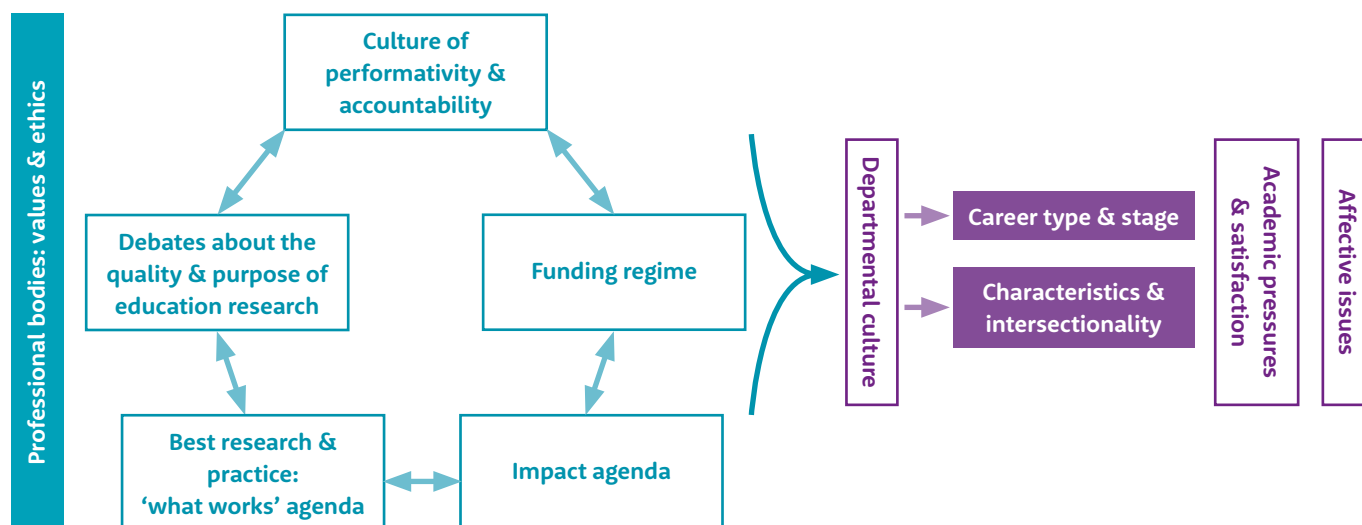 Professional bodies: values & ethics
Culture of
performativity &
accountability
Debates about the
quality & purpose of
education research
Funding regime
Best research &
practice:
‘what works’ agenda
Impact agenda
Departmental culture
Career type & stage
Characteristics &
intersectionality
Academic pressures
& satisfaction
Affective issues